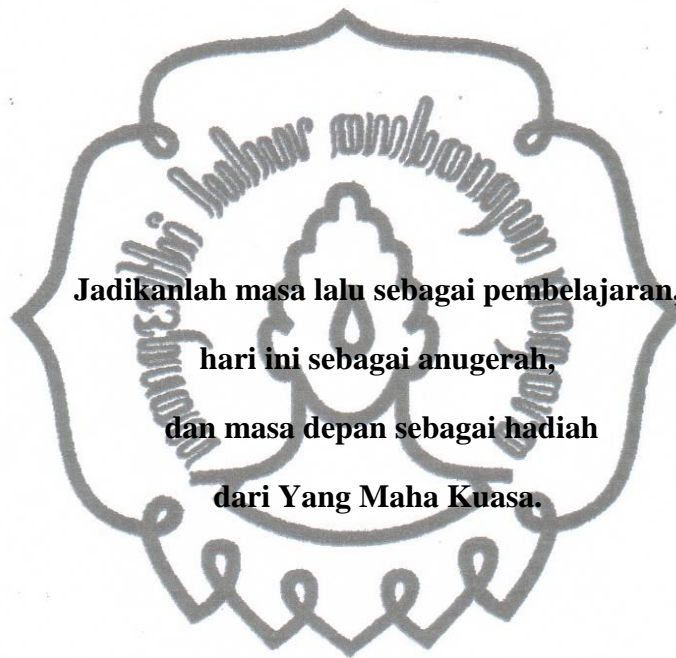 Jadikanlah masa lalu sebagai pembelajaran,
hari ini sebagai anugerah,
dan masa depan sebagai hadiah
dari Yang Maha Kuasa.